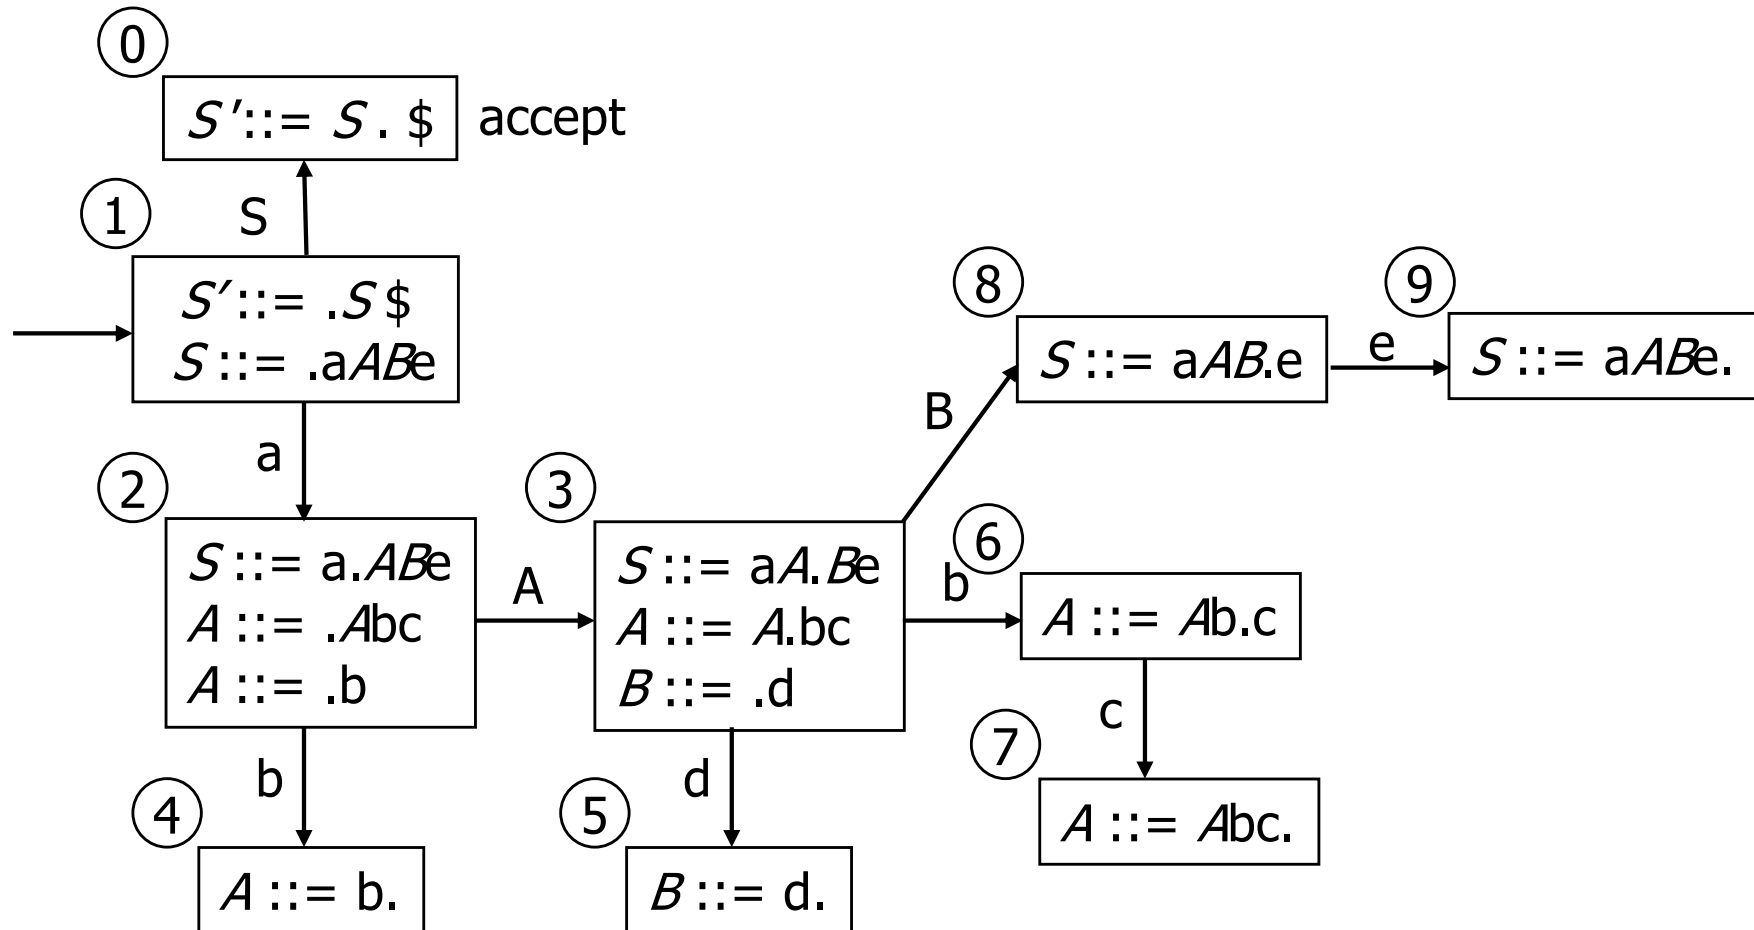 0
S'::= S . $ accept
1
S
S'::= .S $
S ::= .aABe
8
9
S ::= aAB.e
e
S ::= aABe.
B
a
2
3
S ::= a.ABe
A ::= .Abc
A ::= .b
A
S ::= aA.Be
A ::= A.bc
B ::= .d
6
b
A ::= Ab.c
c
7
A ::= Abc.
b
4
A ::= b.
d
5
B ::= d.